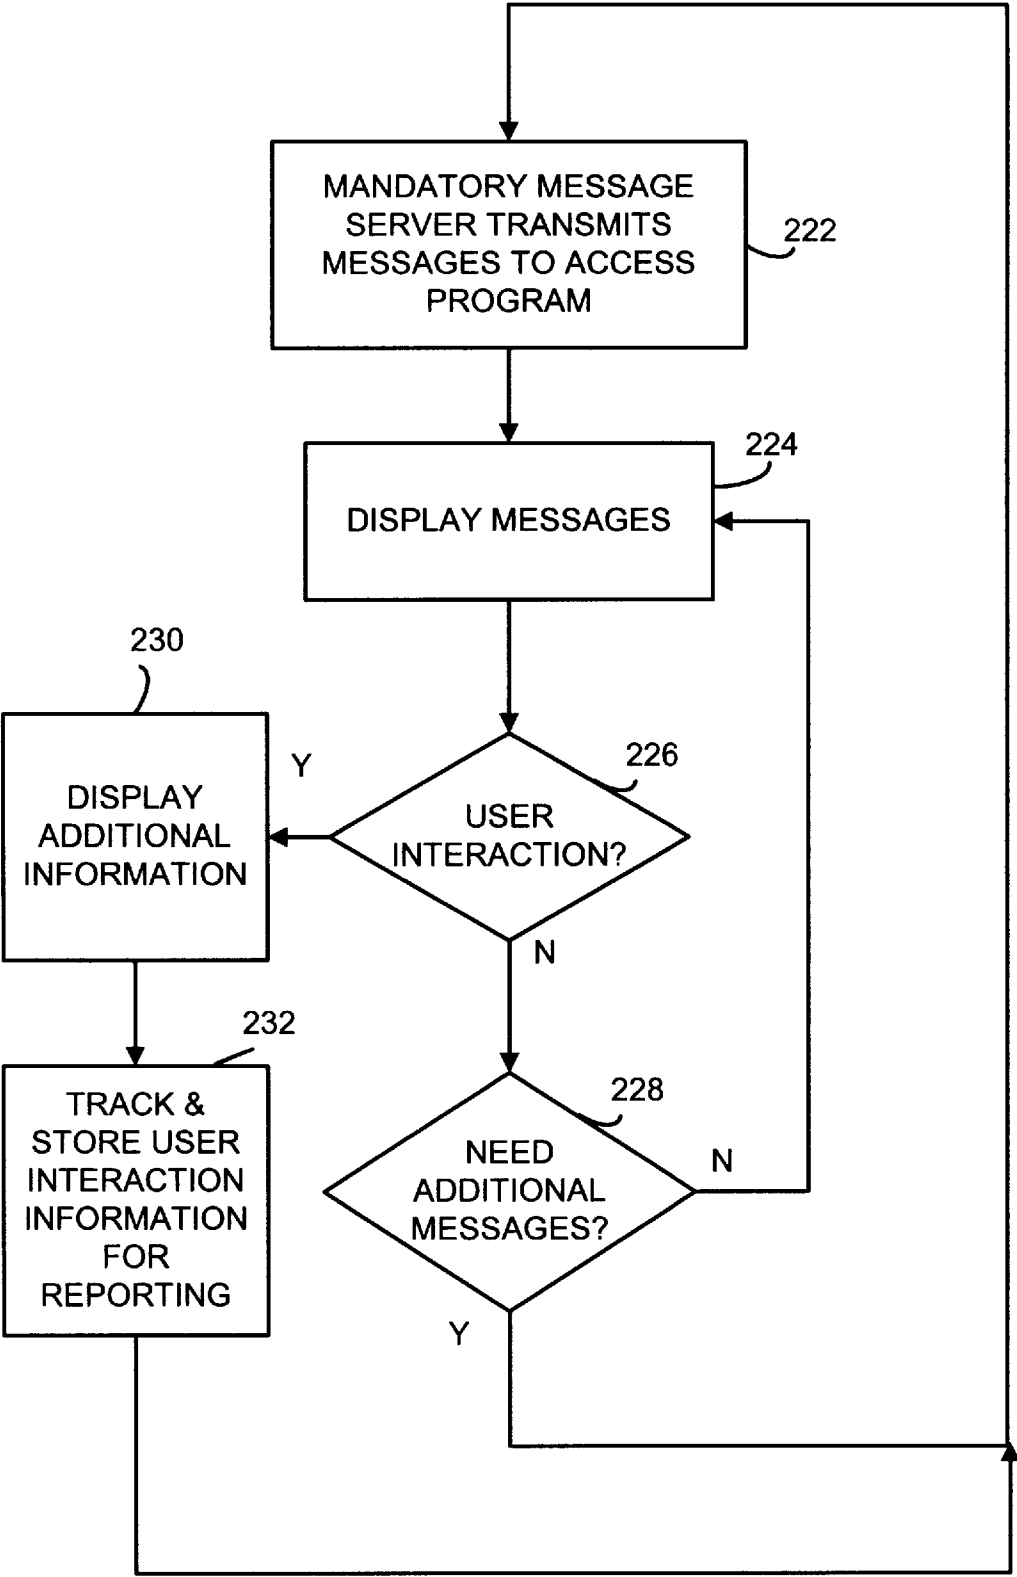 MANDATORY MESSAGE
SERVER TRANSMITS
MESSAGES TO ACCESS
PROGRAM
222
224
DISPLAY MESSAGES
230
226
Y
DISPLAY
ADDITIONAL
INFORMATION
USER
INTERACTION?
N
232
228
TRACK &
STORE USER
INTERACTION
INFORMATION
FOR
REPORTING
NEED
ADDITIONAL
MESSAGES?
N
Y